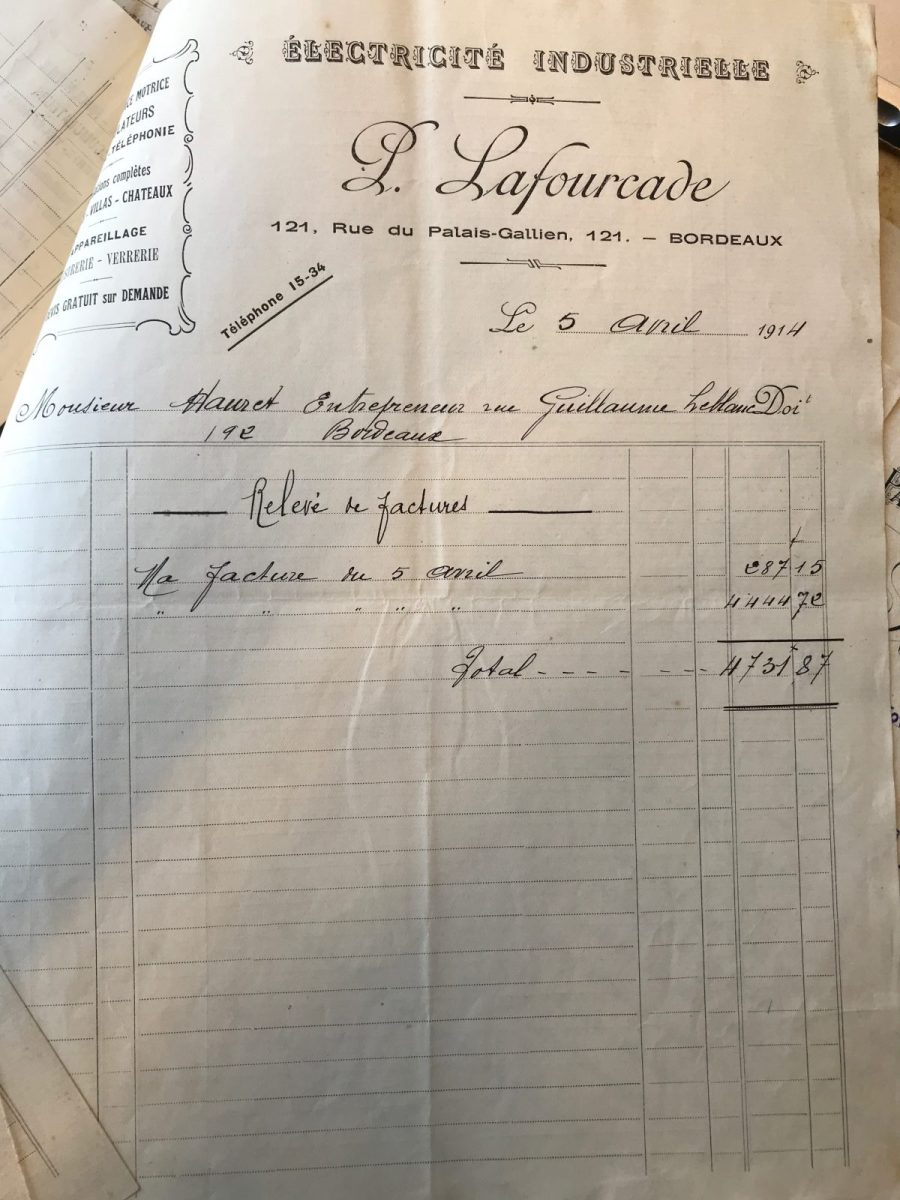 ÉLECTRICITÉ INDUSTRIELLE
P. Lafourcade
121, Rue du Palais-Gallien, 121. – BORDEAUX
CE MOTRICE
LATEURS
TÉLÉPHONIE
complètes
VILLAS - CHATEAUX
APPAREILLAGE
VERRERIE
GRATUIT sur DEMANDE
Téléphone 15-34
Le 5 Avril 1914
Monsieur Hauret Entrepreneur rue Guillaume Leblanc Doit
192 Bordeaux
Relevé de factures
Ma facture du 5 avril 287 15
" " " " " 4444 72
Total - - - - - - - 4731,87